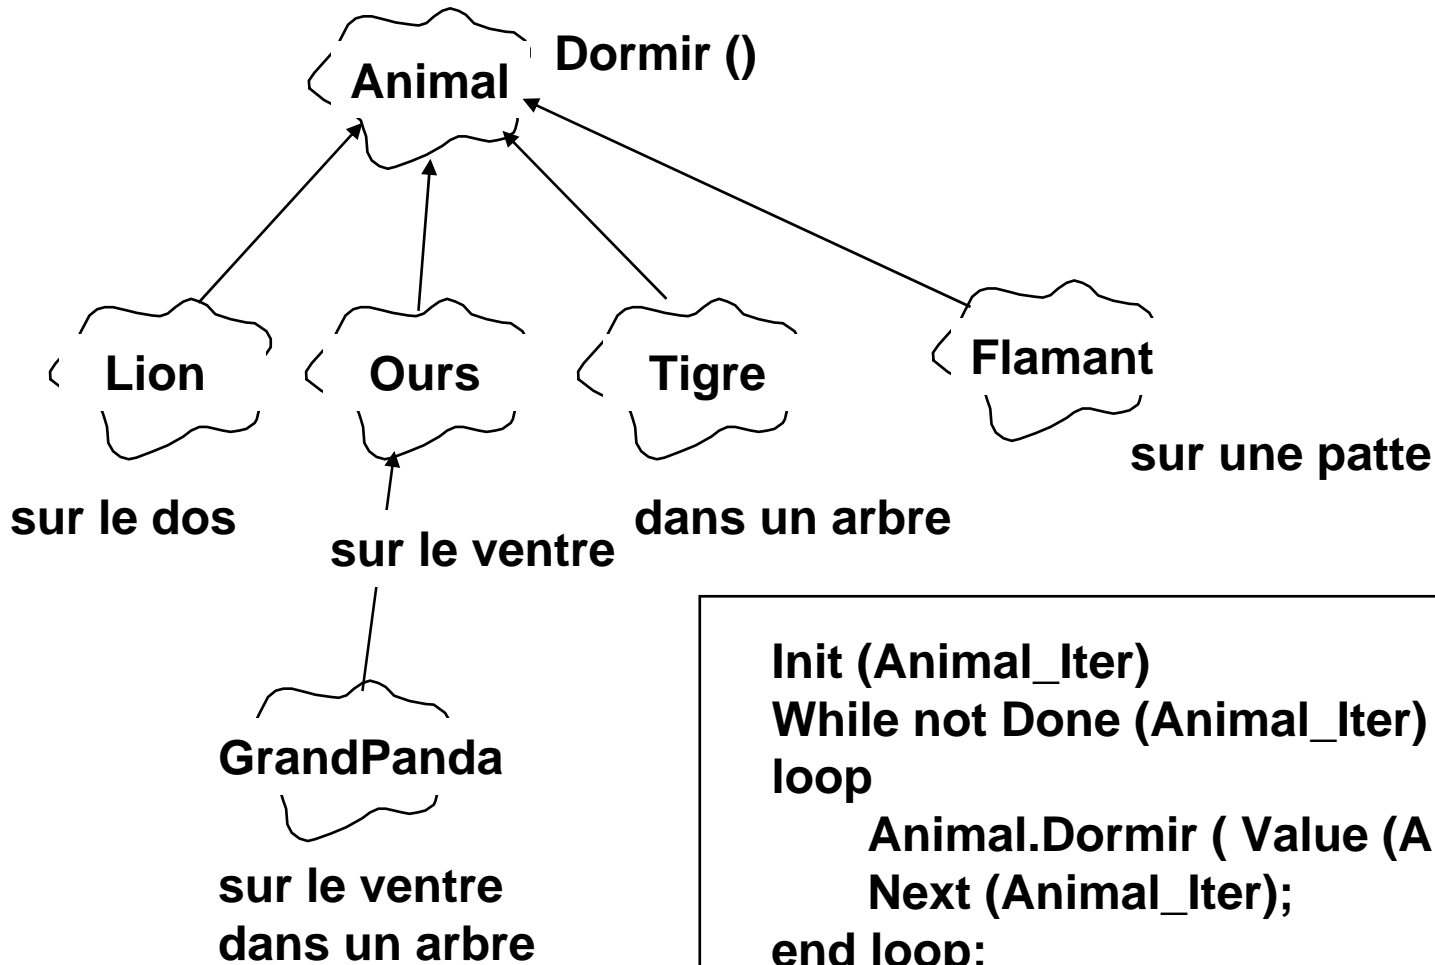 Dormir ()
Animal
Lion
Ours
Tigre
Flamant
sur une patte
sur le dos
sur le ventre
dans un arbre
GrandPanda
sur le ventre
dans un arbre
Init (Animal_Iter)
While not Done (Animal_Iter)
loop
Animal.Dormir ( Value (A
Next (Animal_Iter);
end loop;